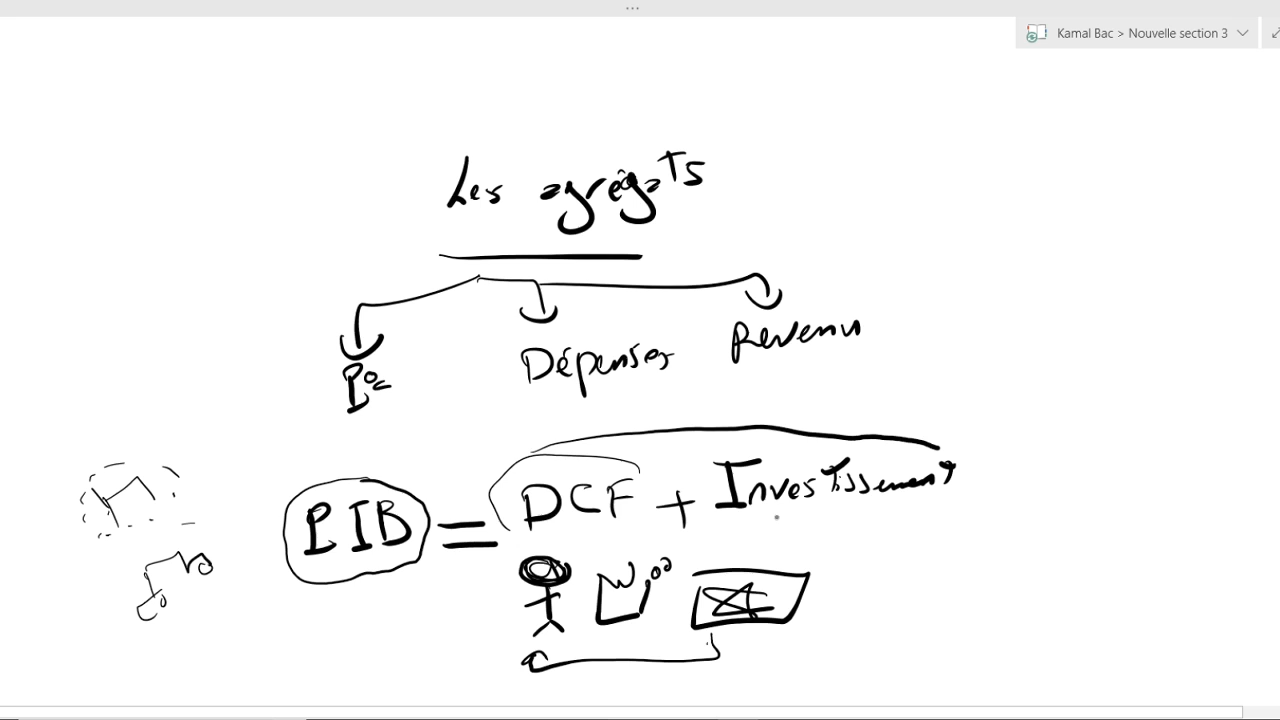 Kamal Bac > Nouvelle section 3
Les agrégats
Dépenses Revenu
PIB = DCF + Investissement